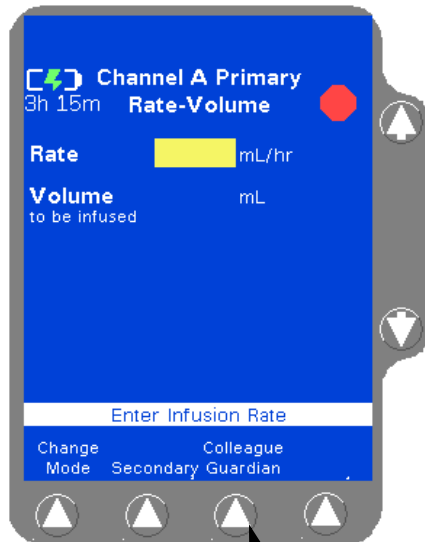 Channel A Primary
3h 15m Rate-Volume
Rate mL/hr
Volume mL
to be infused
Enter Infusion Rate
Change Colleague
Mode Secondary Guardian